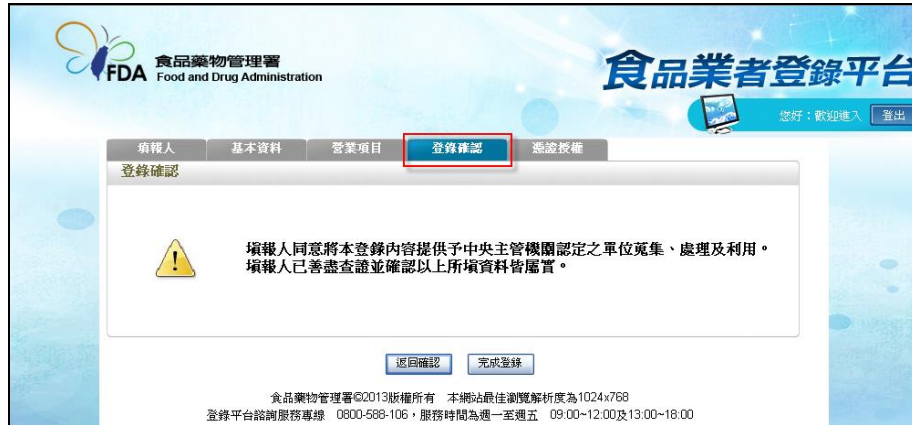 食品藥物管理署
FDA Food and Drug Administration
食品業者登錄平台
您好：歡迎進入 登出
填報人 基本資料 營業項目 登錄確認 憑證授權
登錄確認
填報人同意將本登錄內容提供予中央主管機關認定之單位蒐集、處理及利用。
填報人已善盡查證並確認以上所填資料皆屬實。
返回確認 完成登錄
食品藥物管理署©2013版權所有 本網站最佳瀏覽解析度為1024x768
登錄平台諮詢服務專線 0800-588-106，服務時間為週一至週五 09:00~12:00及13:00~18:00